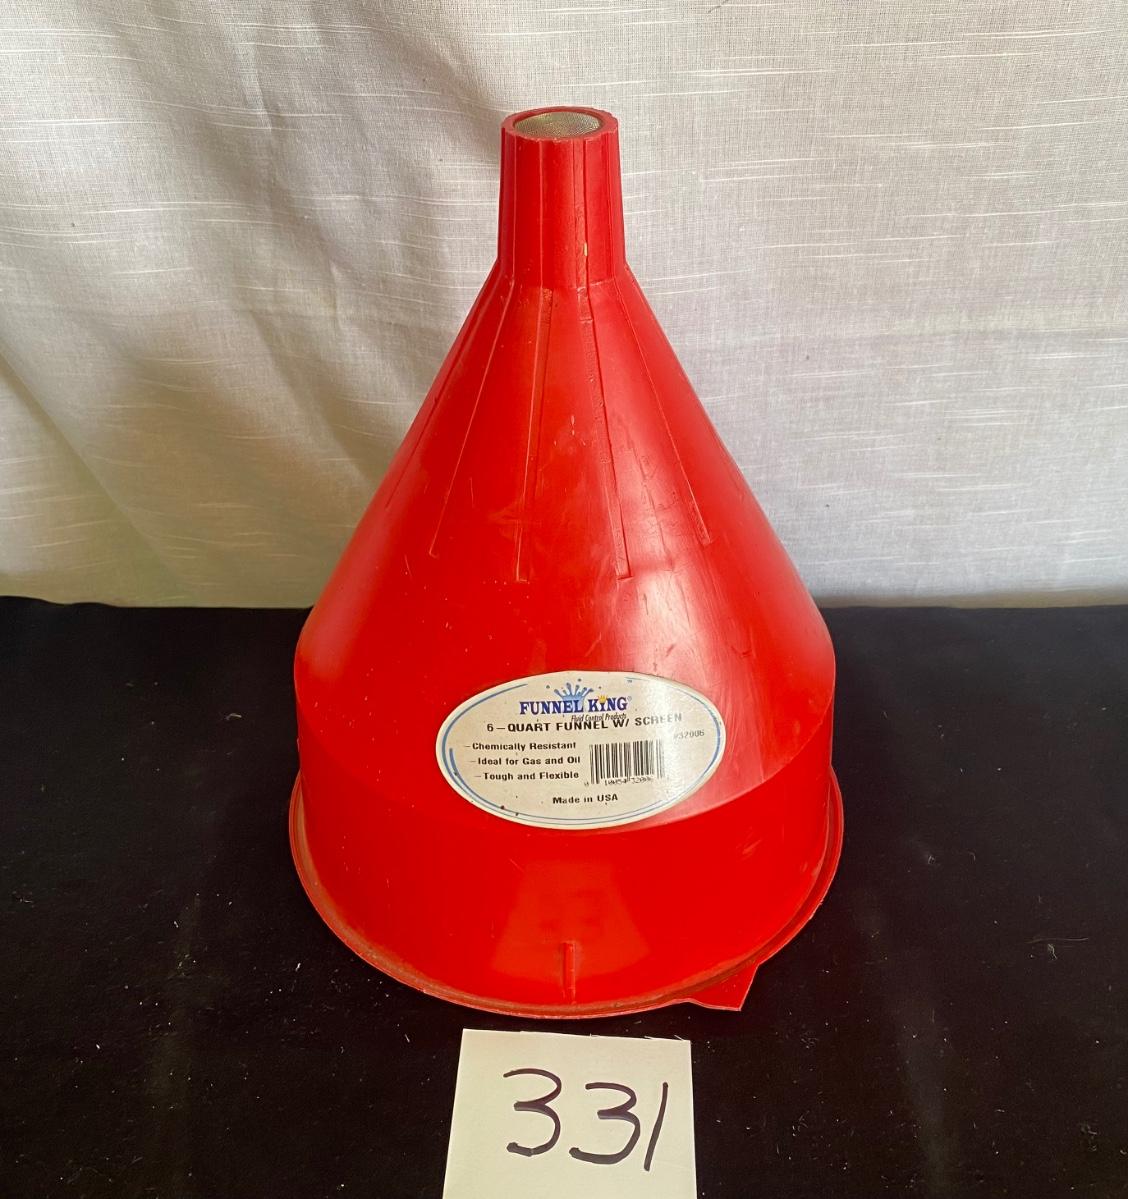 FUNNEL KING®
Fluid Control Products
6-QUART FUNNEL W/ SCREEN
#32006
-Chemically Resistant
-Ideal for Gas and Oil
-Tough and Flexible
Made in USA
331